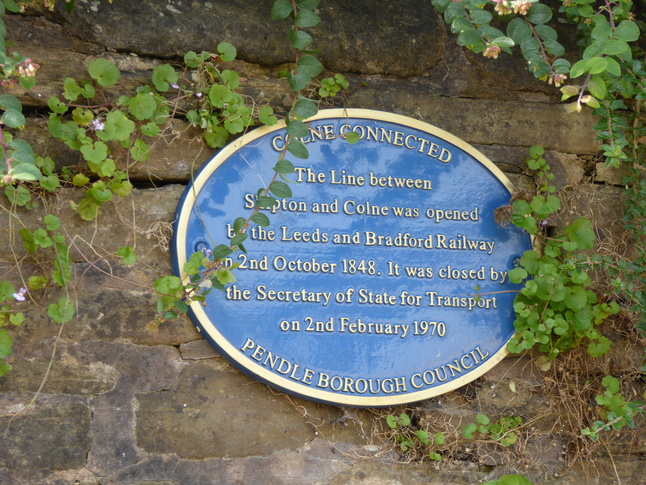 COLNE CONNECTED
The Line between
Skipton and Colne was opened
by the Leeds and Bradford Railway
on 2nd October 1848. It was closed by
the Secretary of State for Transport
on 2nd February 1970
PENDLE BOROUGH COUNCIL